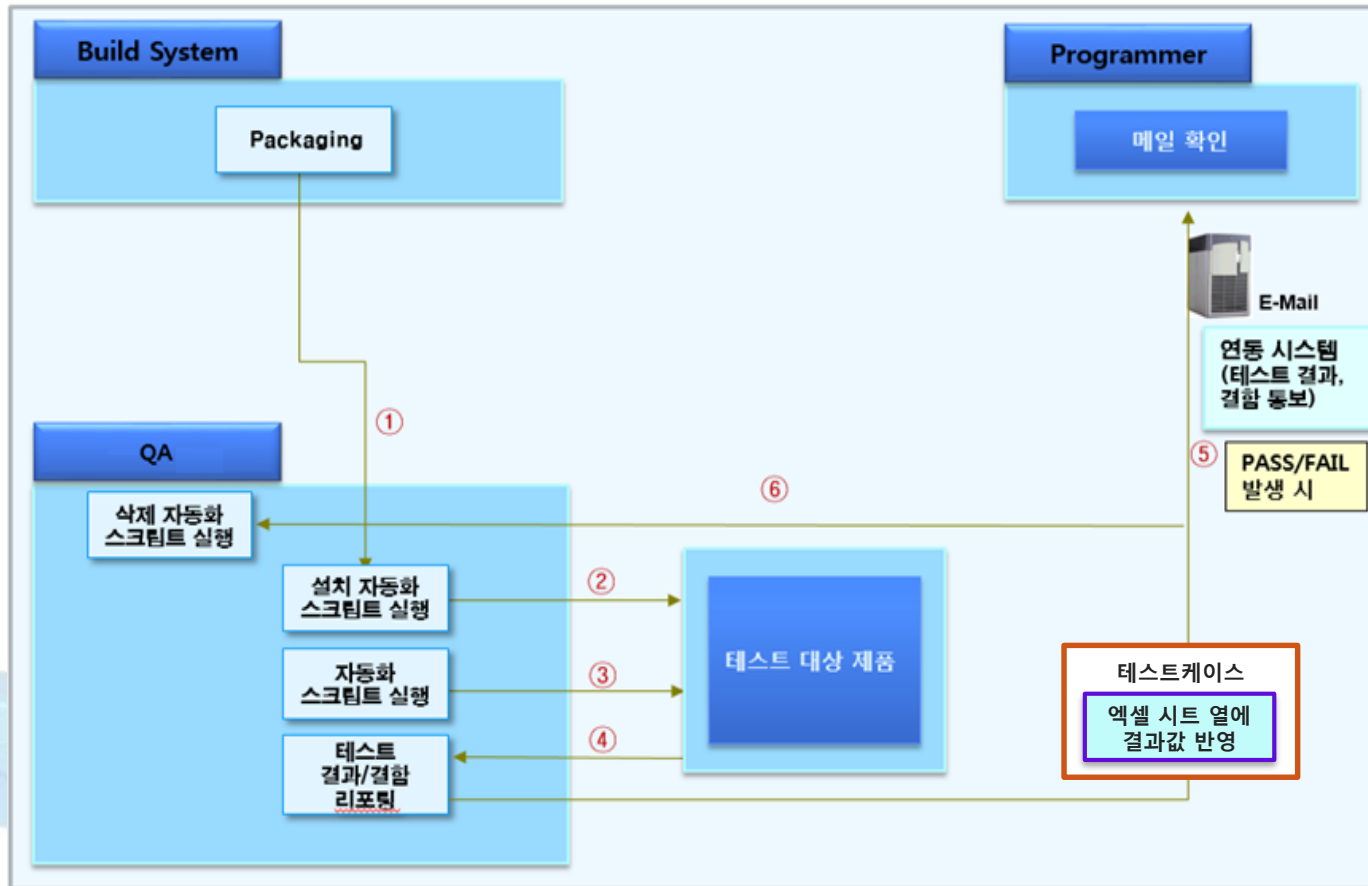 Build System
Programmer
Packaging
메일 확인
E-Mail
연동 시스템
(테스트 결과,
결함 통보)
①
QA
⑤
PASS/FAIL
발생 시
⑥
삭제 자동화
스크립트 실행
설치 자동화
스크립트 실행
②
자동화
스크립트 실행
③
테스트 대상 제품
테스트케이스
엑셀 시트 열에
결과값 반영
④
테스트
결과/결함
리포팅